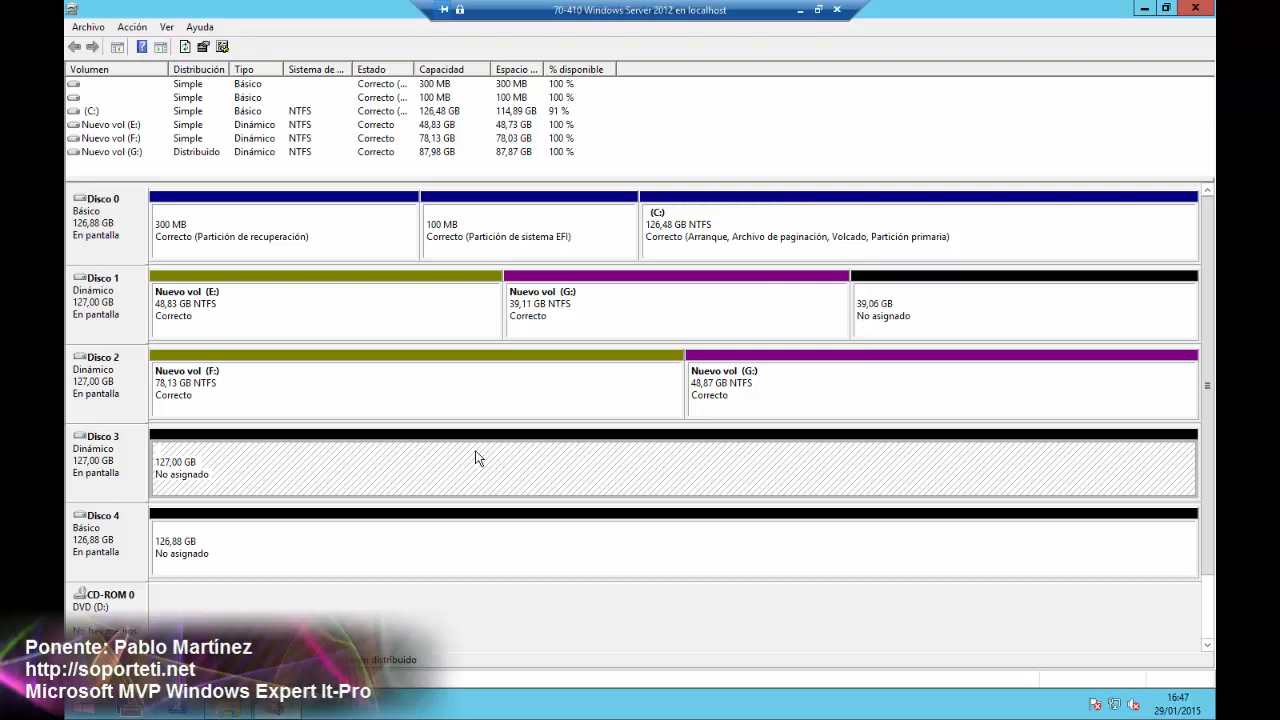 70-410 Windows Server 2012 en localhost
Archivo Acción Ver Ayuda
Volumen Distribución Tipo Sistema de ... Estado Capacidad Espacio ... % disponible
Simple Básico Correcto (... 300 MB 300 MB 100 %
Simple Básico Correcto (... 100 MB 100 MB 100 %
(C:) Simple Básico NTFS Correcto (... 126,48 GB 114,89 GB 91 %
Nuevo vol (E:) Simple Dinámico NTFS Correcto 48,83 GB 48,73 GB 100 %
Nuevo vol (F:) Simple Dinámico NTFS Correcto 78,13 GB 78,03 GB 100 %
Nuevo vol (G:) Distribuido Dinámico NTFS Correcto 87,98 GB 87,87 GB 100 %
Disco 0
Básico
126,88 GB
En pantalla
300 MB
Correcto (Partición de recuperación)
100 MB
Correcto (Partición de sistema EFI)
(C:)
126,48 GB NTFS
Correcto (Arranque, Archivo de paginación, Volcado, Partición primaria)
Disco 1
Dinámico
127,00 GB
En pantalla
Nuevo vol (E:)
48,83 GB NTFS
Correcto
Nuevo vol (G:)
39,11 GB NTFS
Correcto
39,06 GB
No asignado
Disco 2
Dinámico
127,00 GB
En pantalla
Nuevo vol (F:)
78,13 GB NTFS
Correcto
Nuevo vol (G:)
48,87 GB NTFS
Correcto
Disco 3
Dinámico
127,00 GB
En pantalla
127,00 GB
No asignado
Disco 4
Básico
126,88 GB
En pantalla
126,88 GB
No asignado
CD-ROM 0
DVD (D:)
No hay medios
distribuido
Ponente: Pablo Martínez
http://soporteti.net
Microsoft MVP Windows Expert It-Pro
16:47
29/01/2015